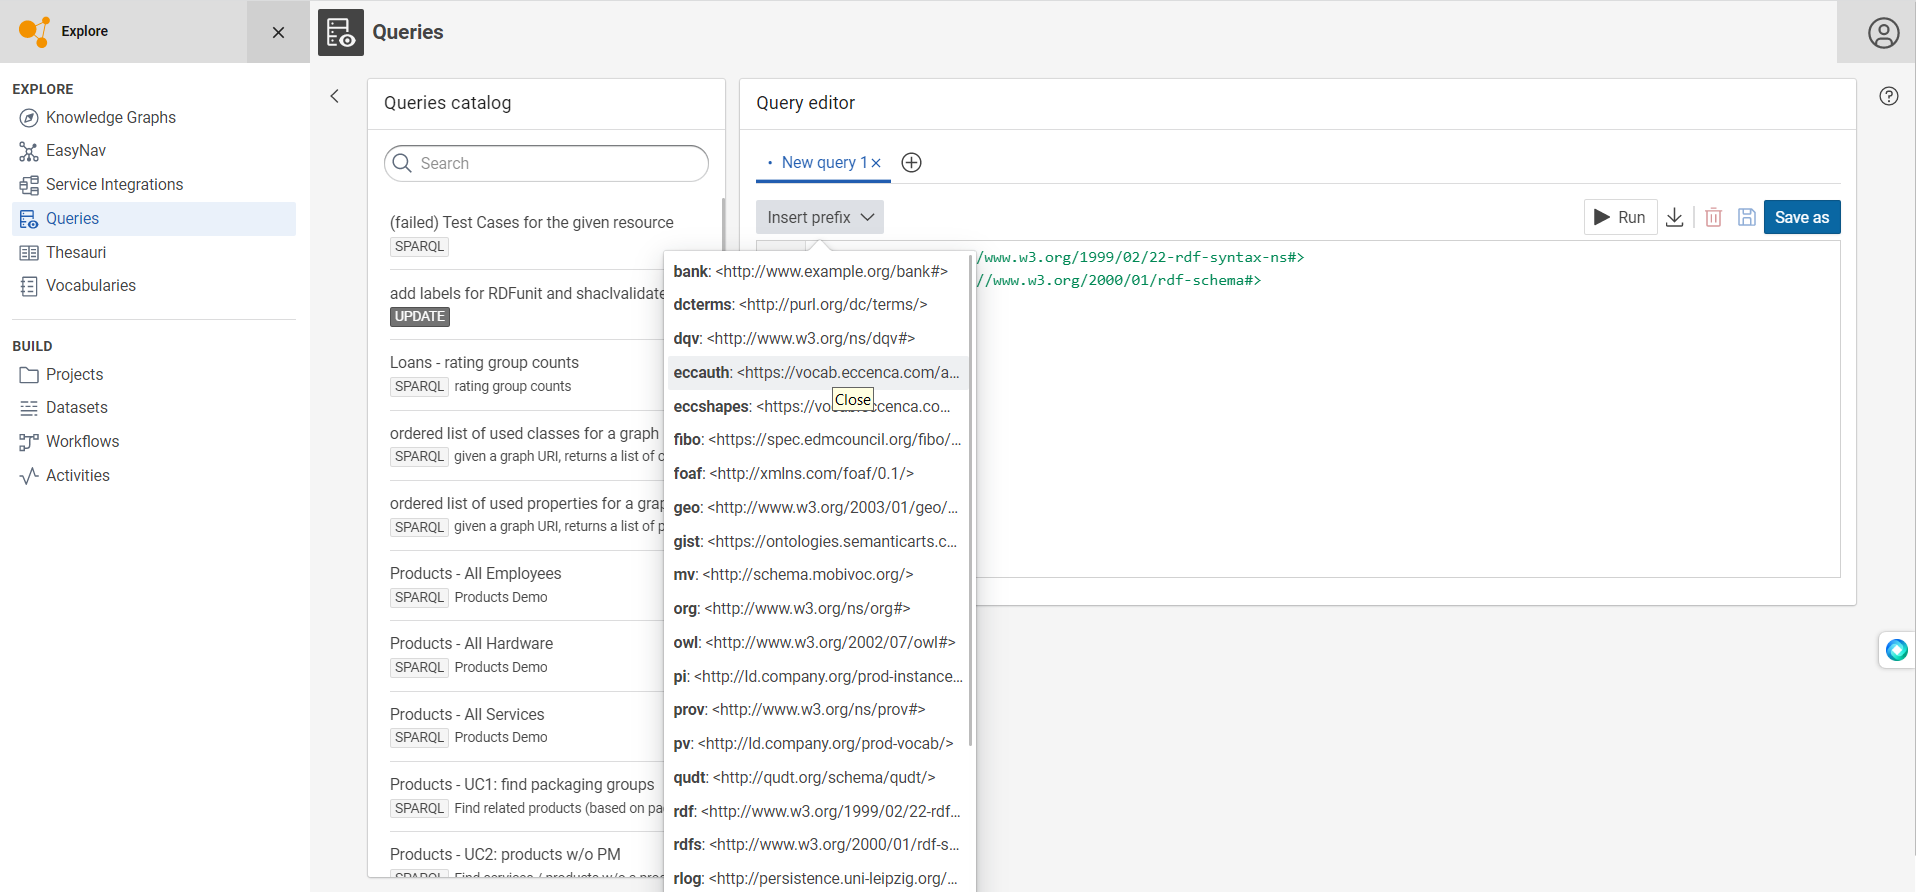 Explore
Queries
EXPLORE
Knowledge Graphs
EasyNav
Service Integrations
Queries
Thesauri
Vocabularies
BUILD
Projects
Datasets
Workflows
Activities
Queries catalog
Search
(failed) Test Cases for the given resource
SPARQL
add labels for RDFunit and shaclvalidate
UPDATE
Loans - rating group counts
SPARQL rating group counts
ordered list of used classes for a graph
SPARQL given a graph URI, returns a list of c
ordered list of used properties for a grap
SPARQL given a graph URI, returns a list of p
Products - All Employees
SPARQL Products Demo
Products - All Hardware
SPARQL Products Demo
Products - All Services
SPARQL Products Demo
Products - UC1: find packaging groups
SPARQL Find related products (based on pa
Products - UC2: products w/o PM
SPARQL Find services / products w/o a pro
Query editor
• New query 1
Insert prefix
Run
Save as
/www.w3.org/1999/02/22-rdf-syntax-ns#>
//www.w3.org/2000/01/rdf-schema#>
bank: <http://www.example.org/bank#>
dcterms: <http://purl.org/dc/terms/>
dqv: <http://www.w3.org/ns/dqv#>
eccauth: <https://vocab.eccenca.com/a...
Close
eccshapes: <https://vocab.eccenca.co...
fibo: <https://spec.edmcouncil.org/fibo/...
foaf: <http://xmlns.com/foaf/0.1/>
geo: <http://www.w3.org/2003/01/geo/...
gist: <https://ontologies.semanticarts.c...
mv: <http://schema.mobivoc.org/>
org: <http://www.w3.org/ns/org#>
owl: <http://www.w3.org/2002/07/owl#>
pi: <http://ld.company.org/prod-instance...
prov: <http://www.w3.org/ns/prov#>
pv: <http://ld.company.org/prod-vocab/>
qudt: <http://qudt.org/schema/qudt/>
rdf: <http://www.w3.org/1999/02/22-rdf...
rdfs: <http://www.w3.org/2000/01/rdf-s...
rlog: <http://persistence.uni-leipzig.org/...